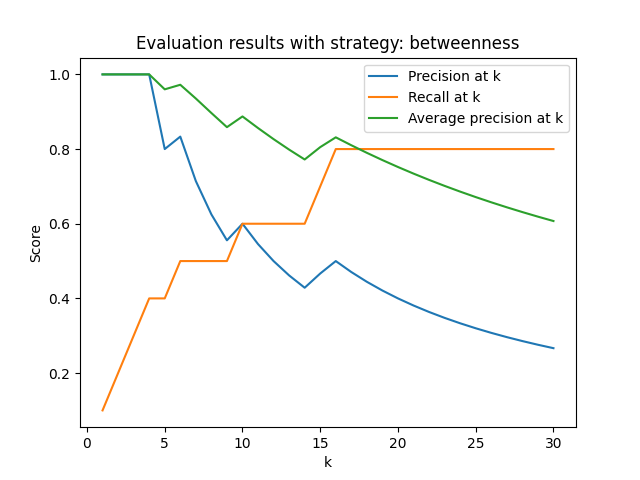 Evaluation results with strategy: betweenness
Precision at k
Recall at k
Average precision at k
Score
1.0
0.8
0.6
0.4
0.2
0
5
10
15
20
25
30
k